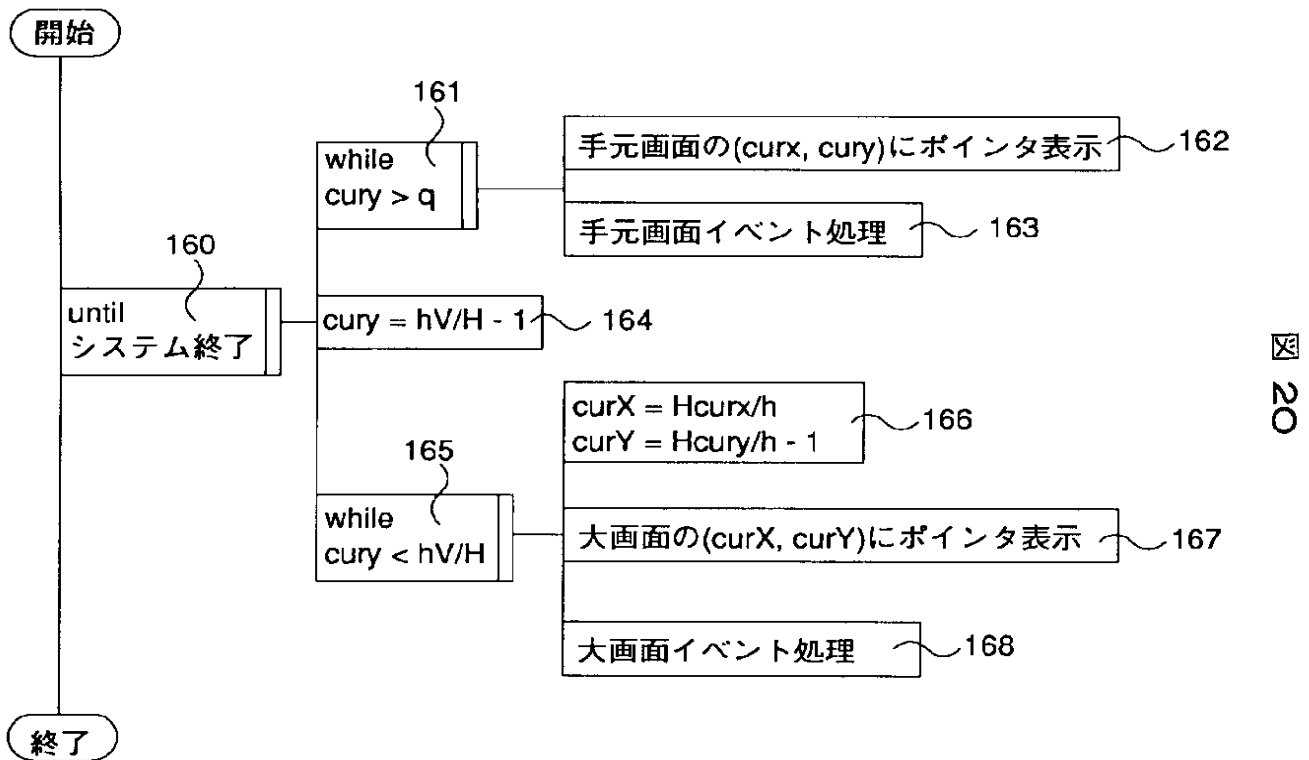 開始
160
until
システム終了
161
while
cury > q
手元画面の(curx, cury)にポインタ表示
162
手元画面イベント処理
163
cury = hV/H - 1
164
165
while
cury < hV/H
curX = Hcurx/h
curY = Hcury/h - 1
166
大画面の(curX, curY)にポインタ表示
167
大画面イベント処理
168
終了
図 20